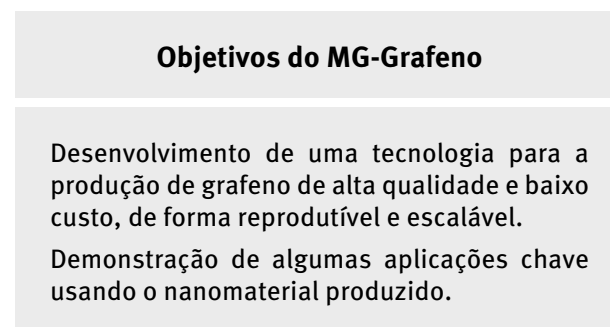 Objetivos do MG-Grafeno
Desenvolvimento de uma tecnologia para a
produção de grafeno de alta qualidade e baixo
custo, de forma reprodutível e escalável.
Demonstração de algumas aplicações chave
usando o nanomaterial produzido.